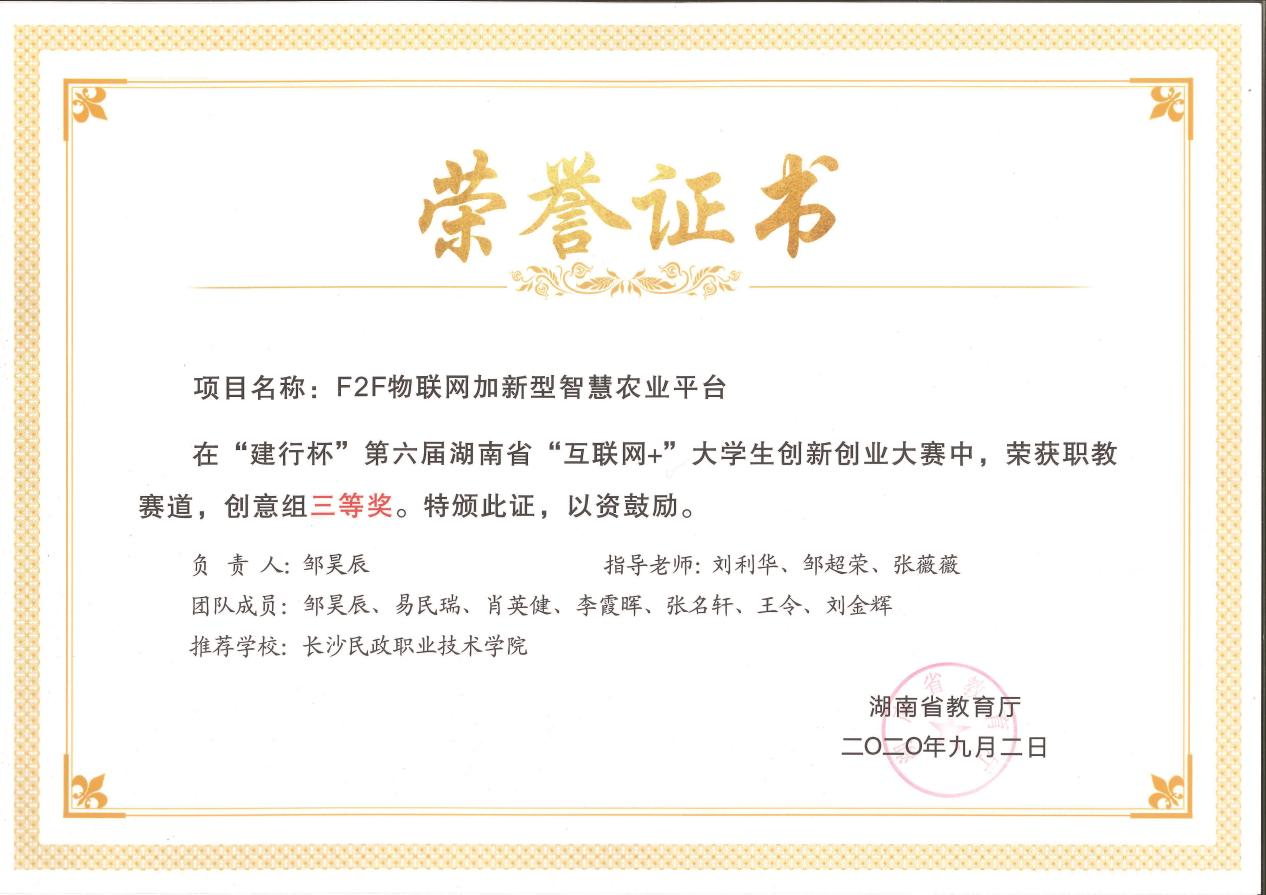 荣誉证书
项目名称：F2F物联网加新型智慧农业平台
在“建行杯”第六届湖南省“互联网+”大学生创新创业大赛中，荣获职教
赛道，创意组三等奖。特颁此证，以资鼓励。
负 责 人：邹昊辰 指导老师：刘利华、邹超荣、张薇薇
团队成员：邹昊辰、易民瑞、肖英健、李霞晖、张名轩、王令、刘金辉
推荐学校：长沙民政职业技术学院
湖南省教育厅
二〇二〇年九月二日